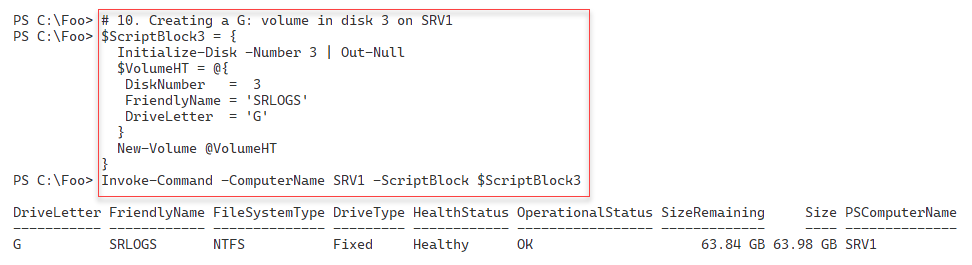 PS C:\Foo> # 10. Creating a G: volume in disk 3 on SRV1
PS C:\Foo> $ScriptBlock3 = {
  Initialize-Disk -Number 3 | Out-Null
  $VolumeHT = @{
   DiskNumber   =  3
   FriendlyName = 'SRLOGS'
   DriveLetter  = 'G'
  }
  New-Volume @VolumeHT
}
PS C:\Foo> Invoke-Command -ComputerName SRV1 -ScriptBlock $ScriptBlock3
DriveLetter FriendlyName FileSystemType DriveType HealthStatus OperationalStatus SizeRemaining     Size PSComputerName
----------- ------------ -------------- --------- ------------ ----------------- -------------     ---- --------------
G           SRLOGS       NTFS           Fixed     Healthy      OK                     63.84 GB 63.98 GB SRV1